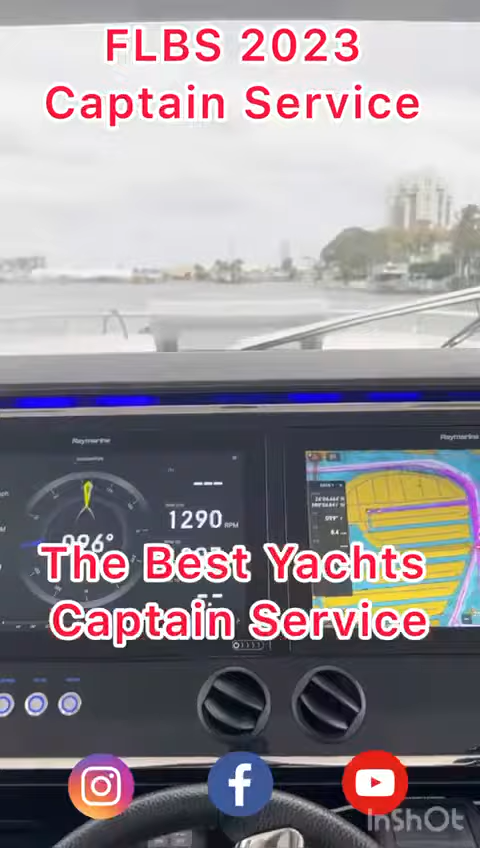 FLBS 2023
Captain Service
Raymarine
Raymarine
1290 RPM
The Best Yachts
Captain Service
InShOt